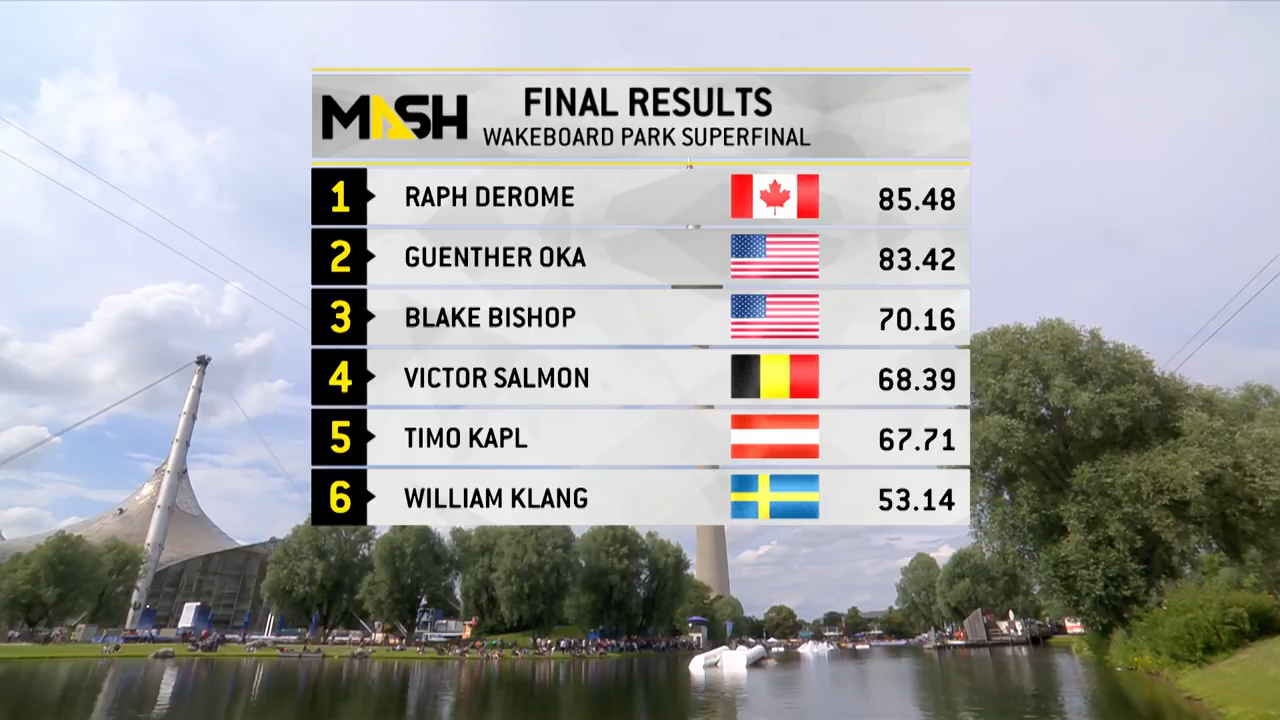 MASH
FINAL RESULTS
WAKEBOARD PARK SUPERFINAL
1 RAPH DEROME 85.48
2 GUENTHER OKA 83.42
3 BLAKE BISHOP 70.16
4 VICTOR SALMON 68.39
5 TIMO KAPL 67.71
6 WILLIAM KLANG 53.14